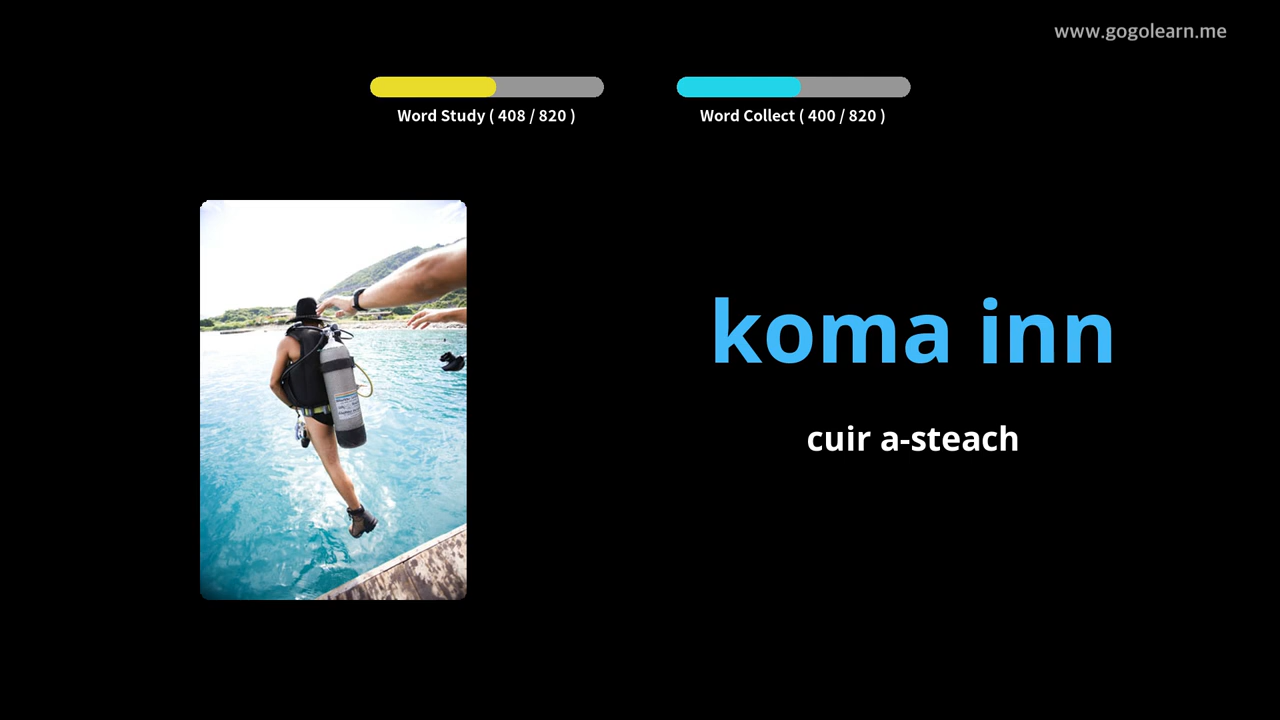 www.gogolearn.me
Word Study ( 408 / 820 )
Word Collect ( 400 / 820 )
koma inn
cuir a-steach